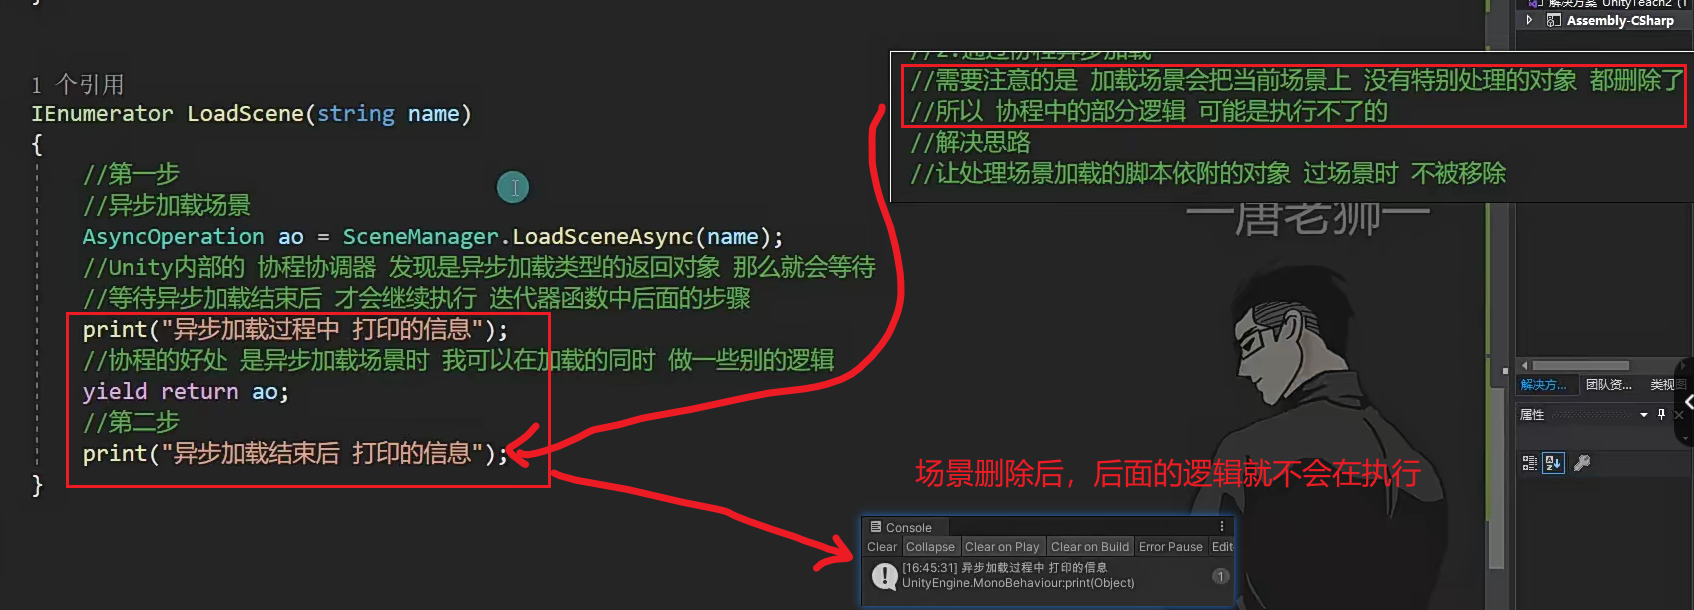 1 个引用
IEnumerator LoadScene(string name)
{
//第一步
//异步加载场景
AsyncOperation ao = SceneManager.LoadSceneAsync(name);
//Unity内部的 协程协调器 发现是异步加载类型的返回对象 那么就会等待
//等待异步加载结束后 才会继续执行 迭代器函数中后面的步骤
print("异步加载过程中 打印的信息");
//协程的好处 是异步加载场景时 我可以在加载的同时 做一些别的逻辑
yield return ao;
//第二步
print("异步加载结束后 打印的信息");
}
//2.通过协程异步加载
//需要注意的是 加载场景会把当前场景上 没有特别处理的对象 都删除了
//所以 协程中的部分逻辑 可能是执行不了的
//解决思路
//让处理场景加载的脚本依附的对象 过场景时 不被移除
一唐老狮一
场景删除后，后面的逻辑就不会在执行
Console
Clear Collapse Clear on Play Clear on Build Error Pause Edit
[16:45:31] 异步加载过程中 打印的信息
UnityEngine.MonoBehaviour:print(Object)
1
解决方案"UnityTeach2"(1
Assembly-CSharp
解决方... 团队资... 类视图
属性